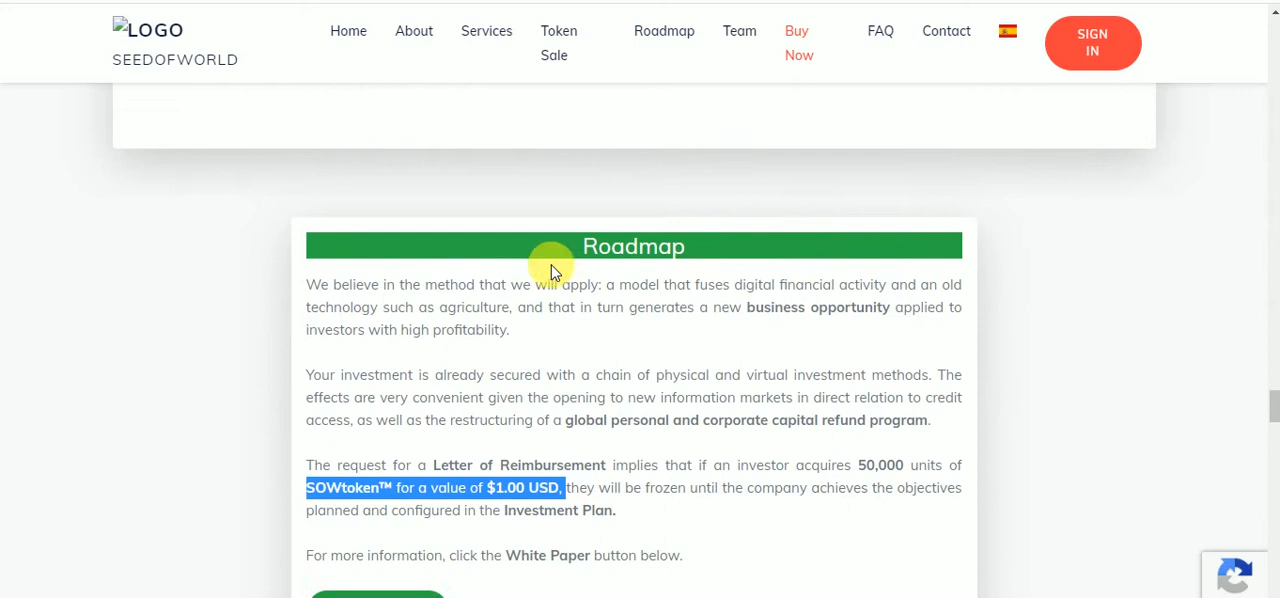 LOGO
SEEDOFWORLD
Home About Services Token Sale Roadmap Team Buy Now FAQ Contact SIGN IN
Roadmap
We believe in the method that we will apply: a model that fuses digital financial activity and an old
technology such as agriculture, and that in turn generates a new business opportunity applied to
investors with high profitability.
Your investment is already secured with a chain of physical and virtual investment methods. The
effects are very convenient given the opening to new information markets in direct relation to credit
access, as well as the restructuring of a global personal and corporate capital refund program.
The request for a Letter of Reimbursement implies that if an investor acquires 50,000 units of
SOWtoken™ for a value of $1.00 USD, they will be frozen until the company achieves the objectives
planned and configured in the Investment Plan.
For more information, click the White Paper button below.